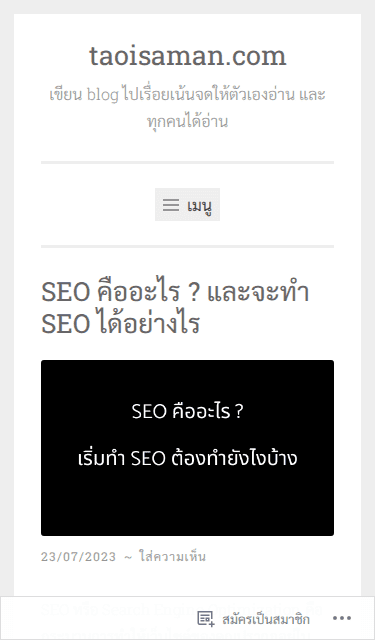 taoisaman.com
เขียน blog ไปเรื่อยเน้นจดให้ตัวเองอ่าน และ
ทุกคนได้อ่าน
เมนู
SEO คืออะไร ? และจะทำ
SEO ได้อย่างไร
SEO คืออะไร ?
เริ่มทำ SEO ต้องทำยังไงบ้าง
23/07/2023 ~ ใส่ความเห็น
สมัครเป็นสมาชิก